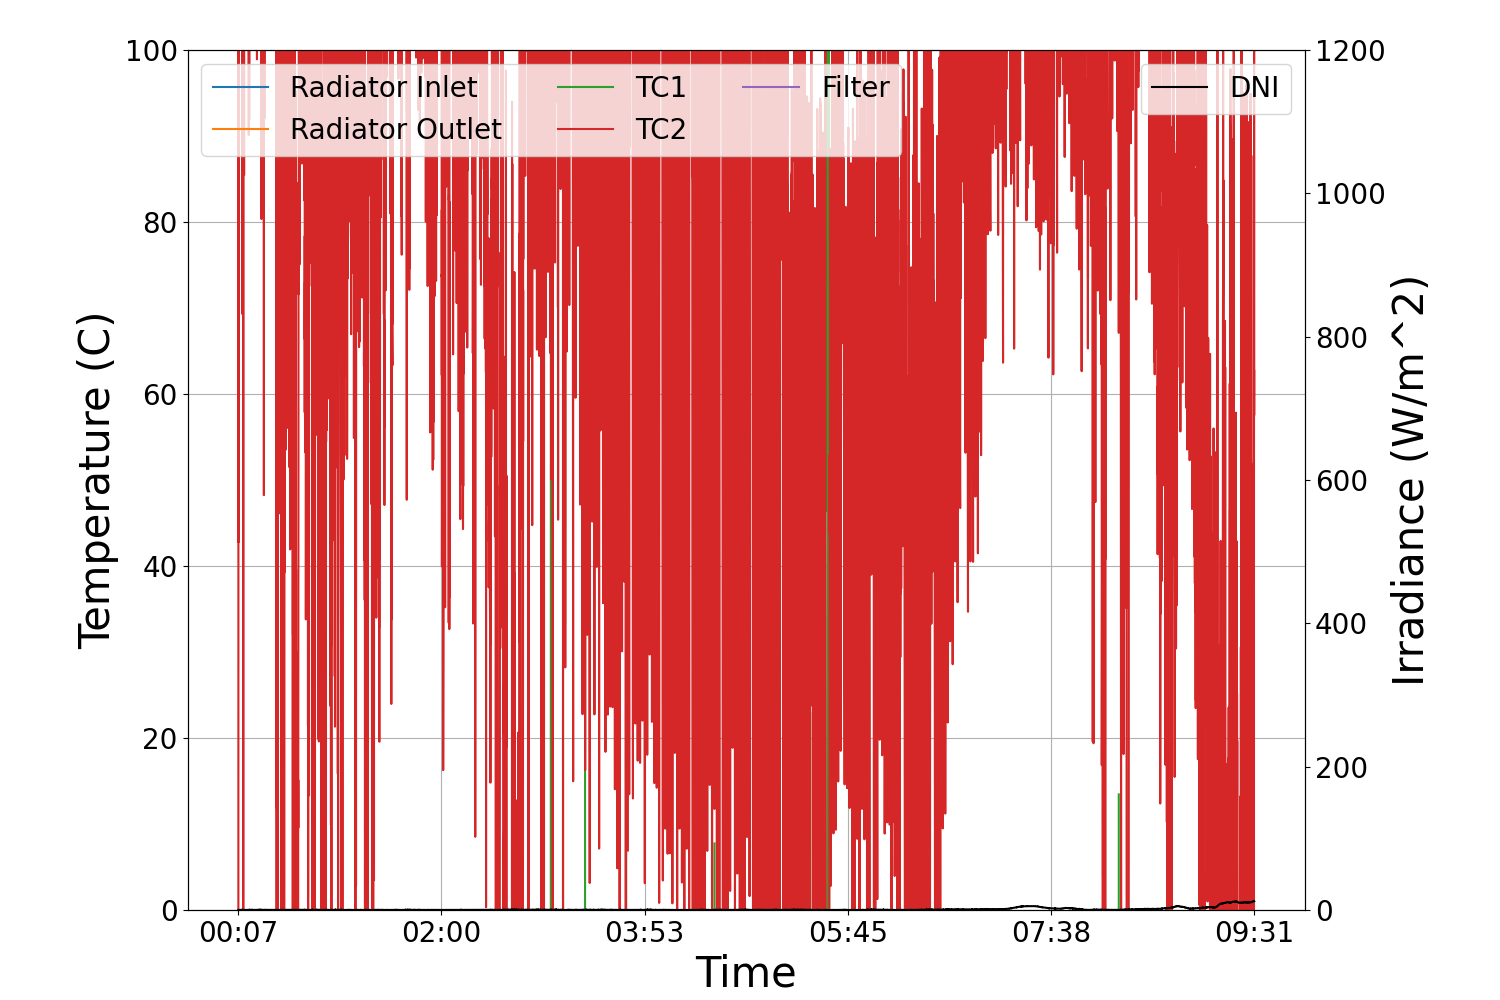 100
80
60
40
20
0
Temperature (C)
Radiator Inlet
Radiator Outlet
TC1
TC2
Filter
DNI
1200
1000
800
600
400
200
0
Irradiance (W/m^2)
00:07
02:00
03:53
05:45
07:38
09:31
Time